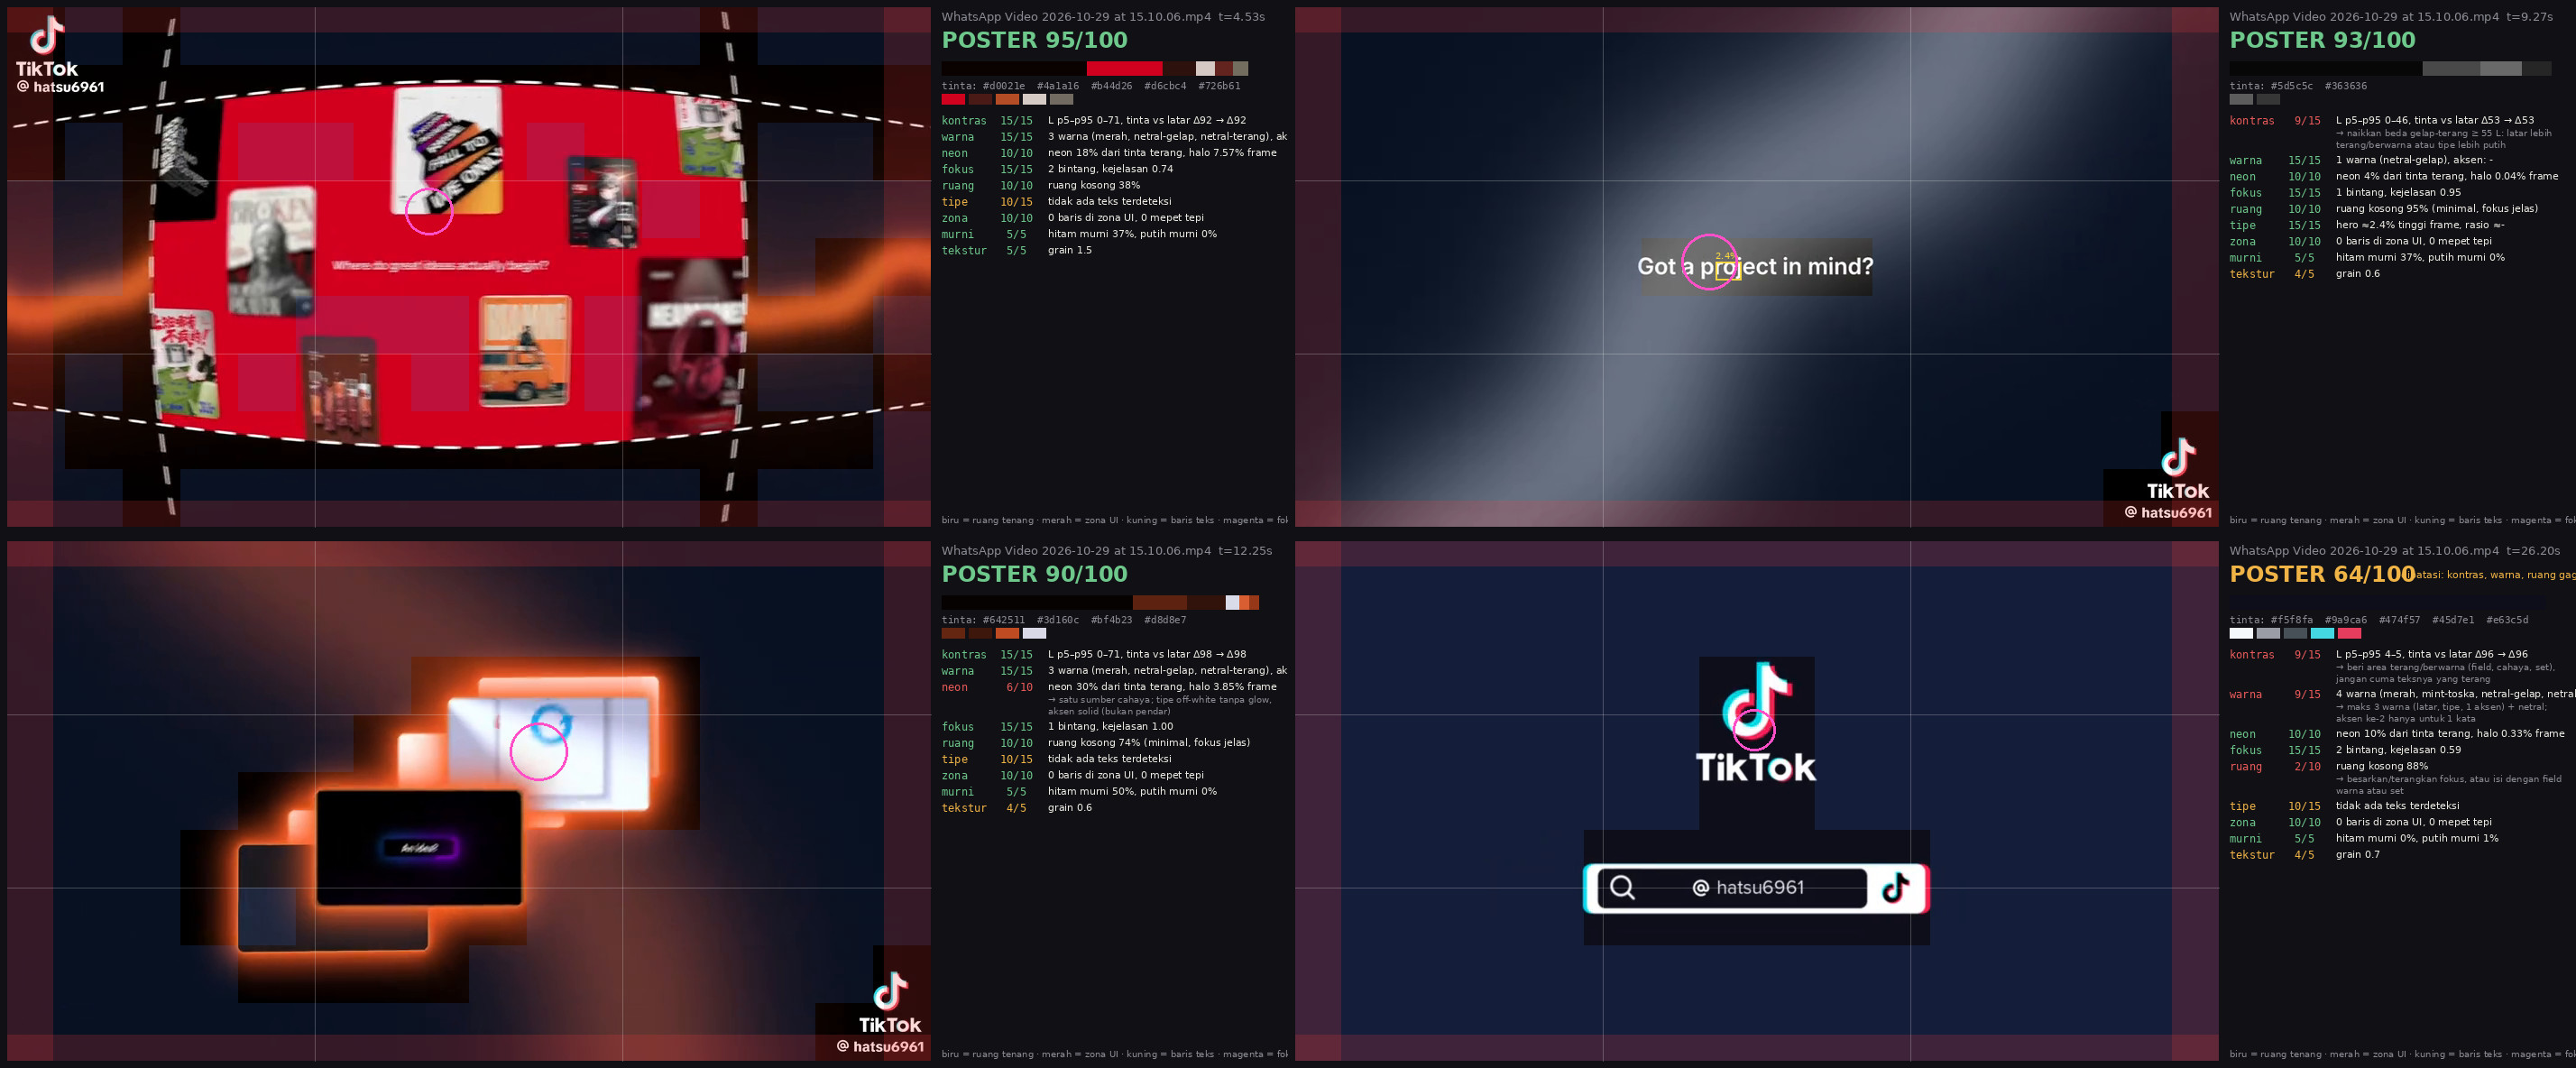 TikTok
@ hatsu6961
BROKEN
FALL TO
THE ONE
Where do great ideas actually begin?
WhatsApp Video 2026-10-29 at 15.10.06.mp4 t=4.53s
POSTER 95/100
tinta: #d0021e #4a1a16 #b44d26 #d6cbc4 #726b61
kontras 15/15 L p5–p95 0–71, tinta vs latar Δ92 → Δ92
warna 15/15 3 warna (merah, netral-gelap, netral-terang), ak
neon 10/10 neon 18% dari tinta terang, halo 7.57% frame
fokus 15/15 2 bintang, kejelasan 0.74
ruang 10/10 ruang kosong 38%
tipe 10/15 tidak ada teks terdeteksi
zona 10/10 0 baris di zona UI, 0 mepet tepi
murni 5/5 hitam murni 37%, putih murni 0%
tekstur 5/5 grain 1.5
biru = ruang tenang · merah = zona UI · kuning = baris teks · magenta = fok
Got a project in mind?
2.4%
TikTok
@ hatsu6961
WhatsApp Video 2026-10-29 at 15.10.06.mp4 t=9.27s
POSTER 93/100
tinta: #5d5c5c #363636
kontras 9/15 L p5–p95 0–46, tinta vs latar Δ53 → Δ53
→ naikkan beda gelap-terang ≥ 55 L: latar lebih
terang/berwarna atau tipe lebih putih
warna 15/15 1 warna (netral-gelap), aksen: -
neon 10/10 neon 4% dari tinta terang, halo 0.04% frame
fokus 15/15 1 bintang, kejelasan 0.95
ruang 10/10 ruang kosong 95% (minimal, fokus jelas)
tipe 15/15 hero ≈2.4% tinggi frame, rasio ≈-
zona 10/10 0 baris di zona UI, 0 mepet tepi
murni 5/5 hitam murni 37%, putih murni 0%
tekstur 4/5 grain 0.6
biru = ruang tenang · merah = zona UI · kuning = baris teks · magenta = fok
TikTok
@ hatsu6961
WhatsApp Video 2026-10-29 at 15.10.06.mp4 t=12.25s
POSTER 90/100
tinta: #642511 #3d160c #bf4b23 #d8d8e7
kontras 15/15 L p5–p95 0–71, tinta vs latar Δ98 → Δ98
warna 15/15 3 warna (merah, netral-gelap, netral-terang), ak
neon 6/10 neon 30% dari tinta terang, halo 3.85% frame
→ satu sumber cahaya; tipe off-white tanpa glow,
aksen solid (bukan pendar)
fokus 15/15 1 bintang, kejelasan 1.00
ruang 10/10 ruang kosong 74% (minimal, fokus jelas)
tipe 10/15 tidak ada teks terdeteksi
zona 10/10 0 baris di zona UI, 0 mepet tepi
murni 5/5 hitam murni 50%, putih murni 0%
tekstur 4/5 grain 0.6
biru = ruang tenang · merah = zona UI · kuning = baris teks · magenta = fok
TikTok
@ hatsu6961
WhatsApp Video 2026-10-29 at 15.10.06.mp4 t=26.20s
POSTER 64/100 atasi: kontras, warna, ruang gag
tinta: #f5f8fa #9a9ca6 #474f57 #45d7e1 #e63c5d
kontras 9/15 L p5–p95 4–5, tinta vs latar Δ96 → Δ96
→ beri area terang/berwarna (field, cahaya, set),
jangan cuma teksnya yang terang
warna 9/15 4 warna (merah, mint-toska, netral-gelap, netral
→ maks 3 warna (latar, tipe, 1 aksen) + netral;
aksen ke-2 hanya untuk 1 kata
neon 10/10 neon 10% dari tinta terang, halo 0.33% frame
fokus 15/15 2 bintang, kejelasan 0.59
ruang 2/10 ruang kosong 88%
→ besarkan/terangkan fokus, atau isi dengan field
warna atau set
tipe 10/15 tidak ada teks terdeteksi
zona 10/10 0 baris di zona UI, 0 mepet tepi
murni 5/5 hitam murni 0%, putih murni 1%
tekstur 4/5 grain 0.7
biru = ruang tenang · merah = zona UI · kuning = baris teks · magenta = fok